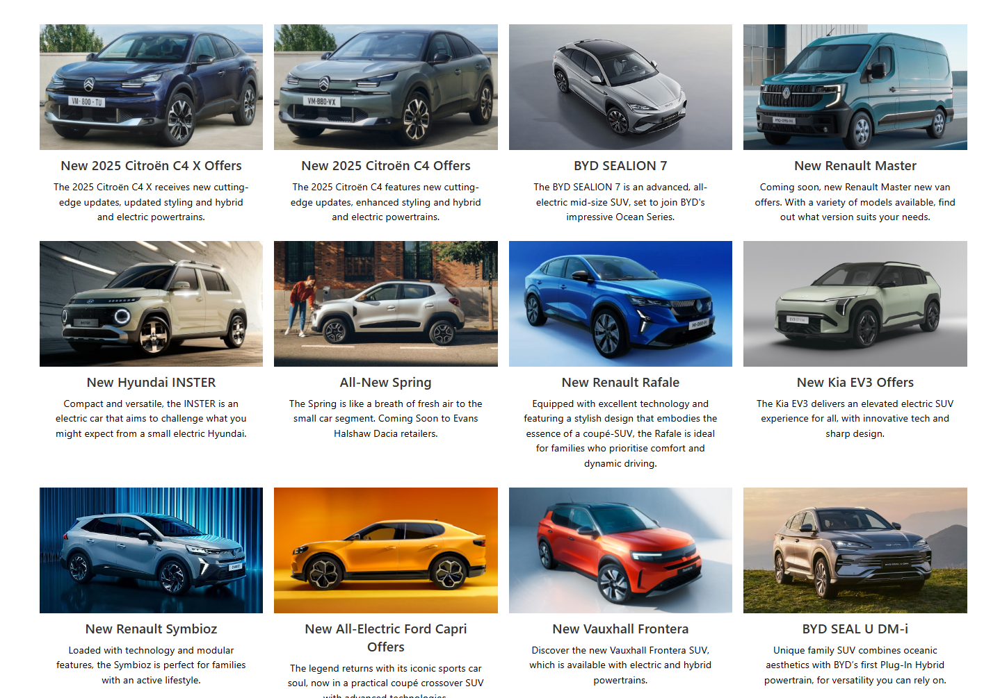 VM-800-TU
VM-880-VX
New 2025 Citroën C4 X Offers
The 2025 Citroën C4 X receives new cutting-
edge updates, updated styling and hybrid
and electric powertrains.
New 2025 Citroën C4 Offers
The 2025 Citroën C4 features new cutting-
edge updates, enhanced styling and hybrid
and electric powertrains.
BYD SEALION 7
The BYD SEALION 7 is an advanced, all-
electric mid-size SUV, set to join BYD's
impressive Ocean Series.
New Renault Master
Coming soon, new Renault Master new van
offers. With a variety of models available, find
out what version suits your needs.
INSTER
New Hyundai INSTER
Compact and versatile, the INSTER is an
electric car that aims to challenge what you
might expect from a small electric Hyundai.
All-New Spring
The Spring is like a breath of fresh air to the
small car segment. Coming Soon to Evans
Halshaw Dacia retailers.
New Renault Rafale
Equipped with excellent technology and
featuring a stylish design that embodies the
essence of a coupé-SUV, the Rafale is ideal
for families who prioritise comfort and
dynamic driving.
New Kia EV3 Offers
The Kia EV3 delivers an elevated electric SUV
experience for all, with innovative tech and
sharp design.
New Renault Symbioz
Loaded with technology and modular
features, the Symbioz is perfect for families
with an active lifestyle.
New All-Electric Ford Capri
Offers
The legend returns with its iconic sports car
soul, now in a practical coupé crossover SUV
with advanced technologies.
New Vauxhall Frontera
Discover the new Vauxhall Frontera SUV,
which is available with electric and hybrid
powertrains.
BYD SEAL U DM-i
Unique family SUV combines oceanic
aesthetics with BYD's first Plug-In Hybrid
powertrain, for versatility you can rely on.